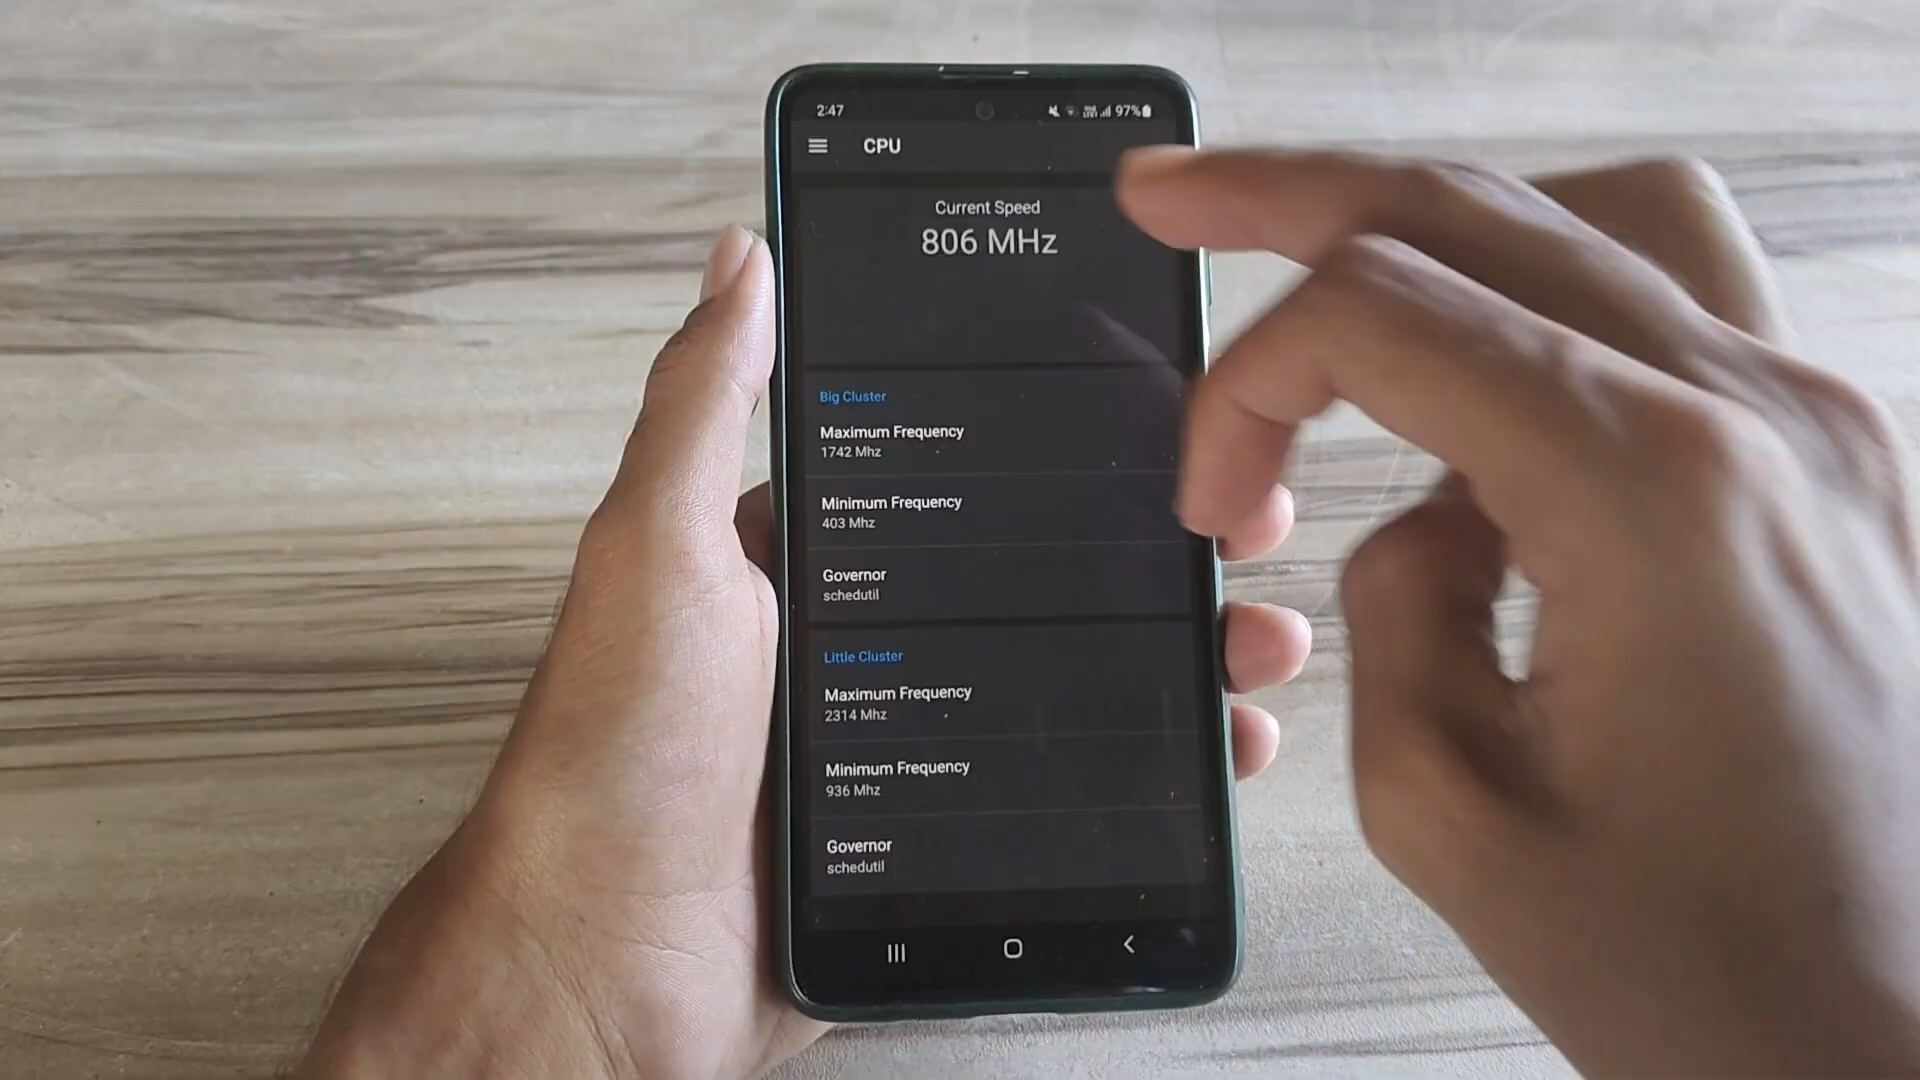 2:47
97%
CPU
Current Speed
806 MHz
Big Cluster
Maximum Frequency
1742 Mhz
Minimum Frequency
403 Mhz
Governor
schedutil
Little Cluster
Maximum Frequency
2314 Mhz
Minimum Frequency
936 Mhz
Governor
schedutil